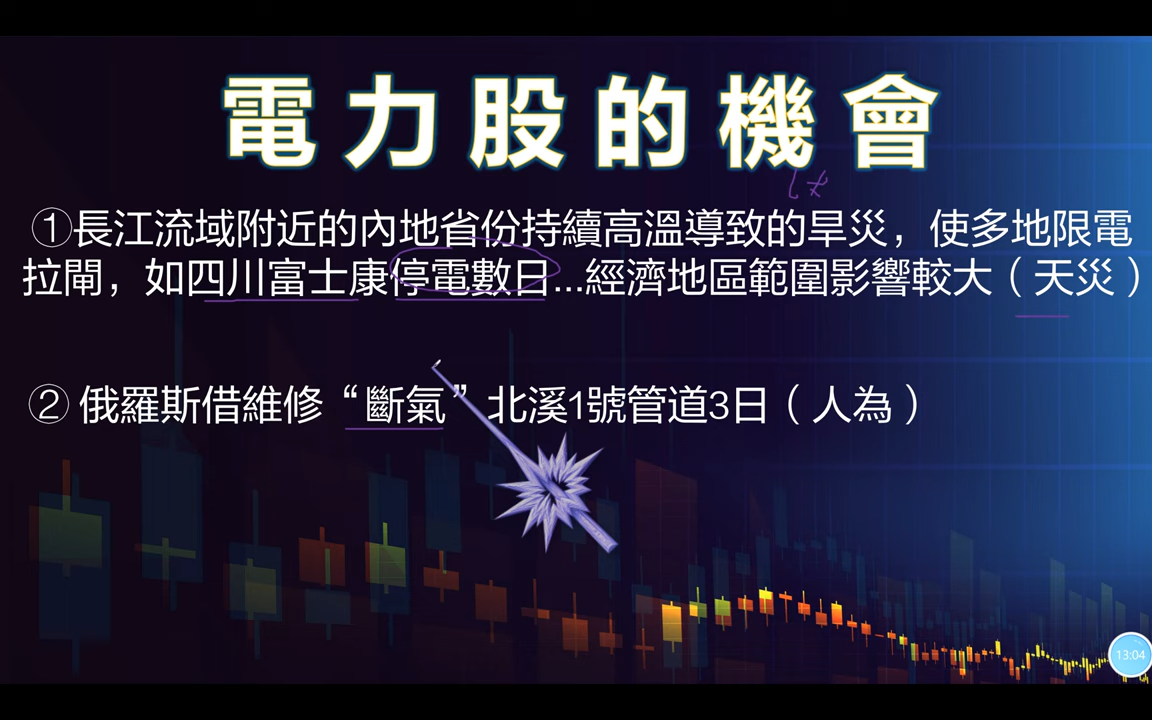 電力股的機會
①長江流域附近的內地省份持續高溫導致的旱災，使多地限電
拉閘，如四川富士康停電數日...經濟地區範圍影響較大（天災）
② 俄羅斯借維修“斷氣”北溪1號管道3日（人為）
13:04